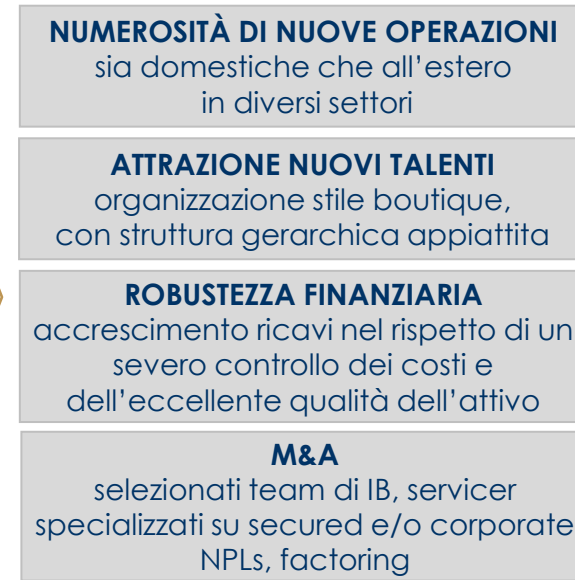 NUMEROSITÀ DI NUOVE OPERAZIONI
sia domestiche che all'estero
in diversi settori
ATTRAZIONE NUOVI TALENTI
organizzazione stile boutique,
con struttura gerarchica appiattita
ROBUSTEZZA FINANZIARIA
accrescimento ricavi nel rispetto di un
severo controllo dei costi e
dell'eccellente qualità dell'attivo
M&A
selezionati team di IB, servicer
specializzati su secured e/o corporate
NPLs, factoring